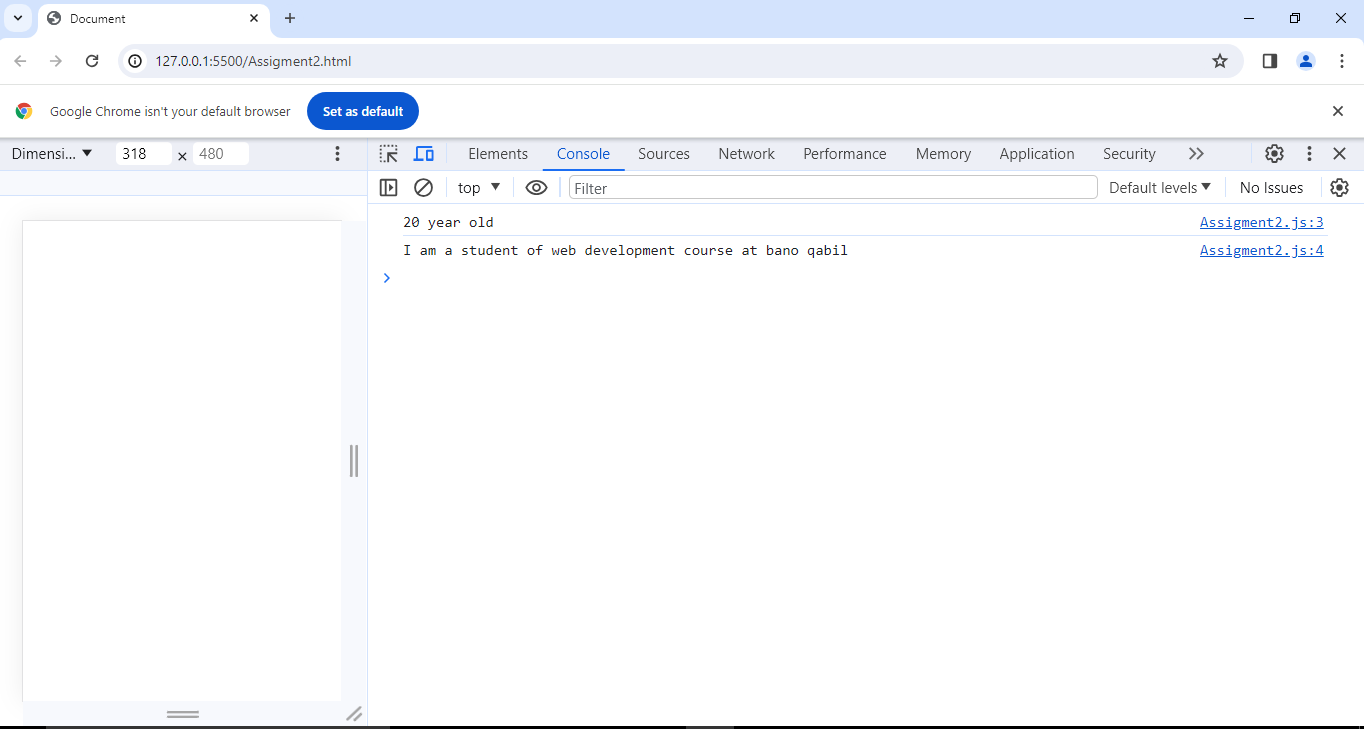 Document
127.0.0.1:5500/Assigment2.html
Google Chrome isn't your default browser Set as default
Dimensi... 318 × 480
Elements Console Sources Network Performance Memory Application Security
top Filter Default levels No Issues
20 year old Assigment2.js:3
I am a student of web development course at bano qabil Assigment2.js:4